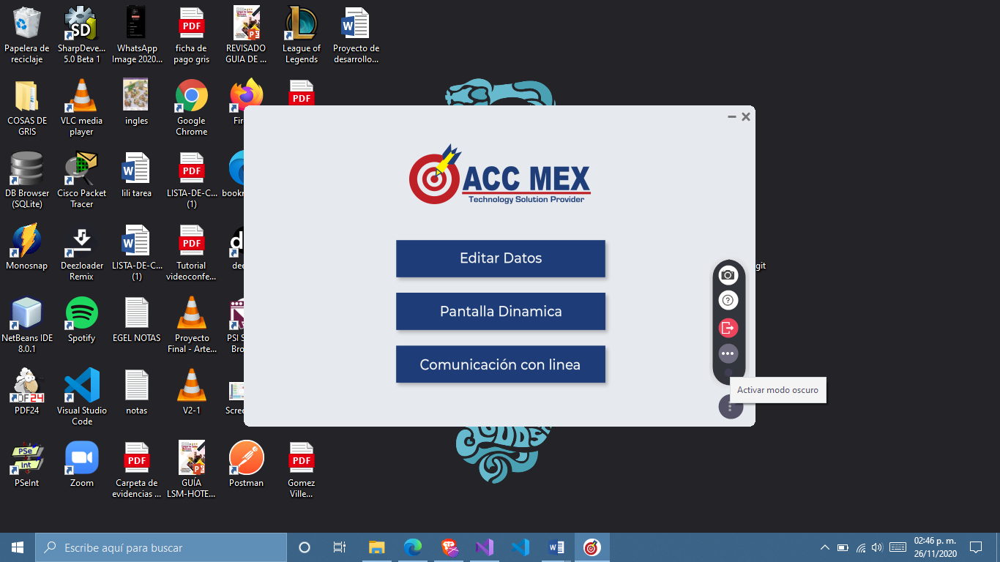 Papelera de
reciclaje
SharpDeve...
5.0 Beta 1
WhatsApp
Image 2020...
ficha de
pago gris
REVISADO
GUIA DE ...
League of
Legends
Proyecto de
desarrollo...
COSAS DE
GRIS
VLC media
player
ingles
Google
Chrome
Fir
DB Browser
(SQLite)
Cisco Packet
Tracer
lili tarea
LISTA-DE-C...
(1)
bookr
Monosnap
Deezloader
Remix
LISTA-DE-C...
(1)
Tutorial
videoconfe...
dee
git
NetBeans IDE
8.0.1
Spotify
EGEL NOTAS
Proyecto
Final - Arte...
PSI S
Bro
PDF24
Visual Studio
Code
notas
V2-1
Scree
PSeInt
Zoom
Carpeta de
evidencias ...
GUÍA
LSM-HOTE...
Postman
Gomez
Ville...
ACC MEX
Technology Solution Provider
Editar Datos
Pantalla Dinamica
Comunicación con linea
Activar modo oscuro
Escribe aquí para buscar
02:46 p. m.
26/11/2020